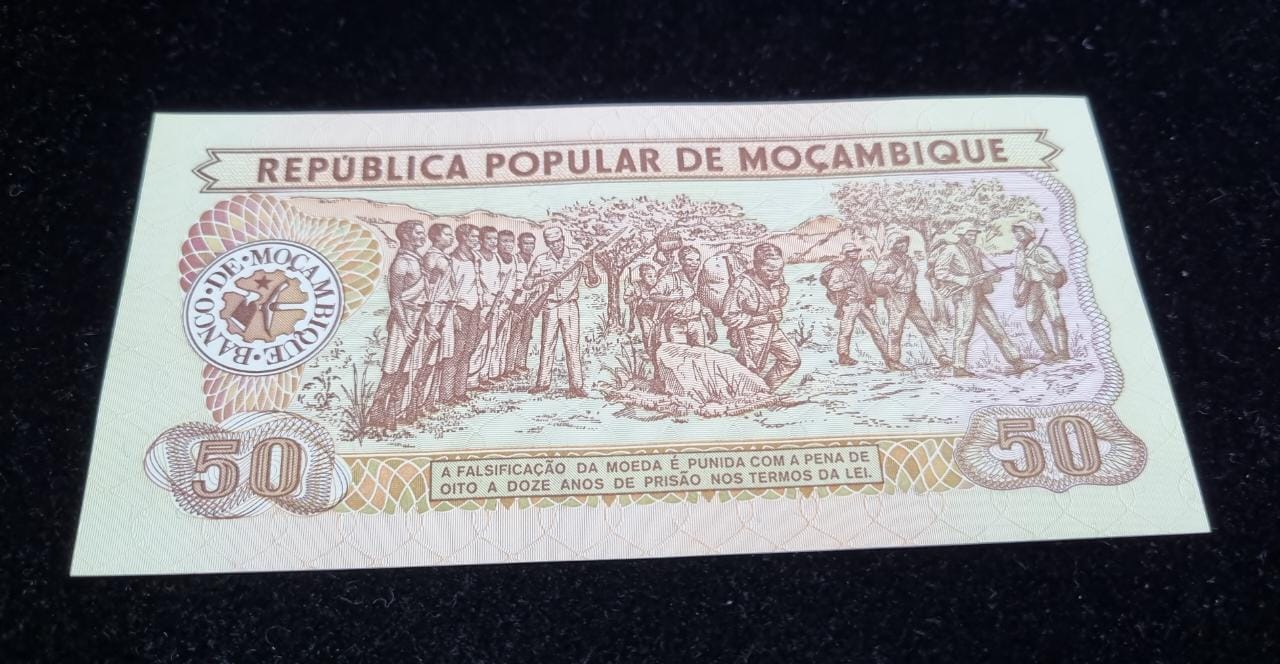 REPÚBLICA POPULAR DE MOÇAMBIQUE
BANCO·DE·MOÇAMBIQUE
50
50
A FALSIFICAÇÃO DA MOEDA É PUNIDA COM A PENA DE
OITO A DOZE ANOS DE PRISÃO NOS TERMOS DA LEI.